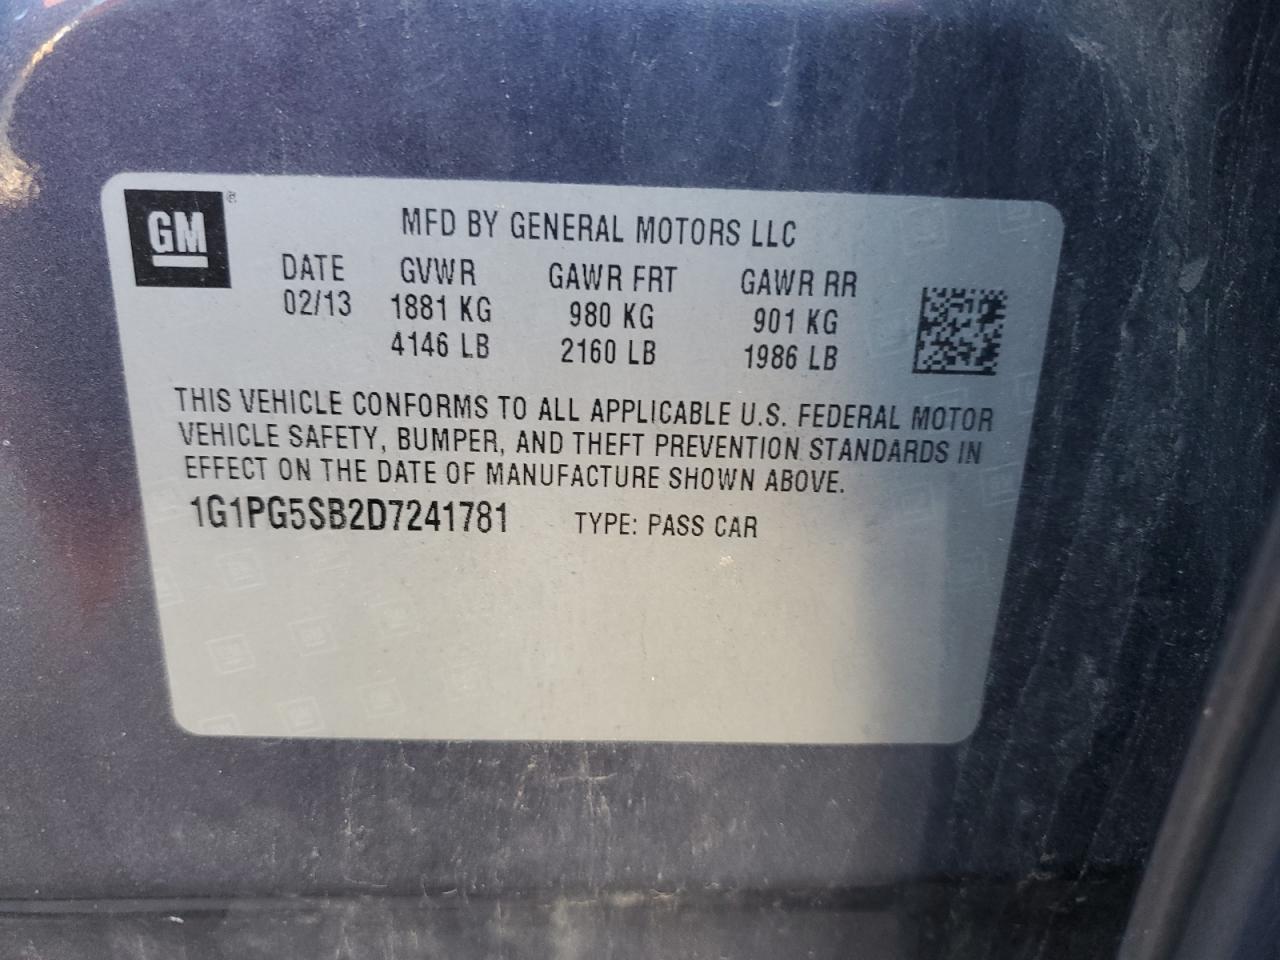 GM ®
MFD BY GENERAL MOTORS LLC
DATE GVWR GAWR FRT GAWR RR
02/13 1881 KG 980 KG 901 KG
4146 LB 2160 LB 1986 LB
THIS VEHICLE CONFORMS TO ALL APPLICABLE U.S. FEDERAL MOTOR
VEHICLE SAFETY, BUMPER, AND THEFT PREVENTION STANDARDS IN
EFFECT ON THE DATE OF MANUFACTURE SHOWN ABOVE.
1G1PG5SB2D7241781 TYPE: PASS CAR